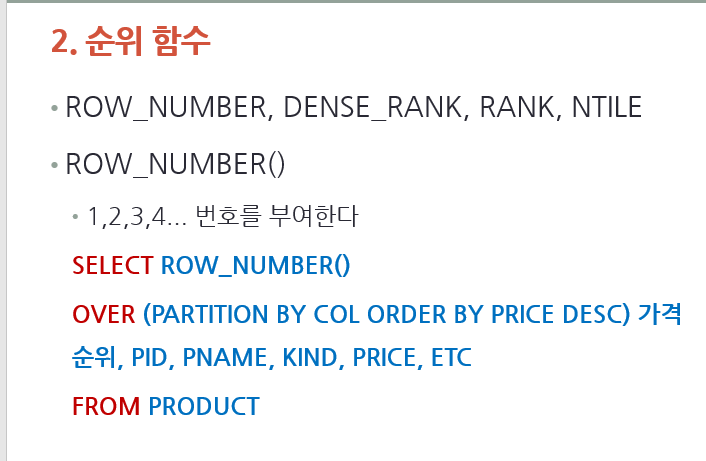 2. 순위 함수
• ROW_NUMBER, DENSE_RANK, RANK, NTILE
• ROW_NUMBER()
• 1,2,3,4... 번호를 부여한다
SELECT ROW_NUMBER()
OVER (PARTITION BY COL ORDER BY PRICE DESC) 가격
순위, PID, PNAME, KIND, PRICE, ETC
FROM PRODUCT